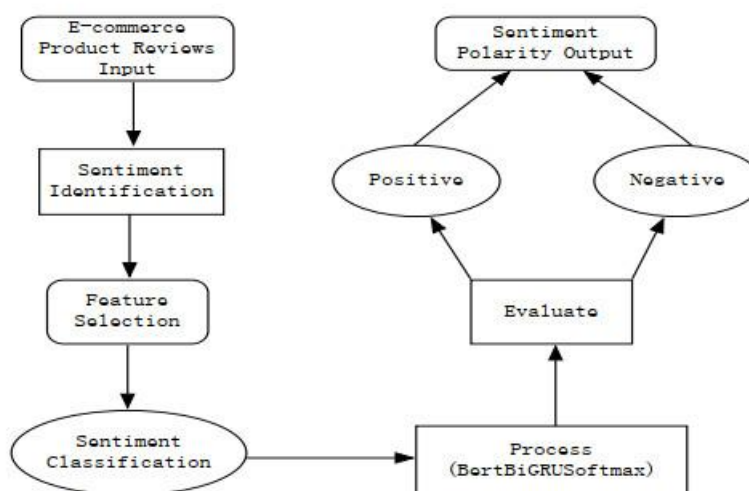 E-commerce
Product Reviews
Input
Sentiment
Identification
Feature
Selection
Sentiment
Classification
Process
(BertBiGRUSoftmax)
Evaluate
Positive
Negative
Sentiment
Polarity Output